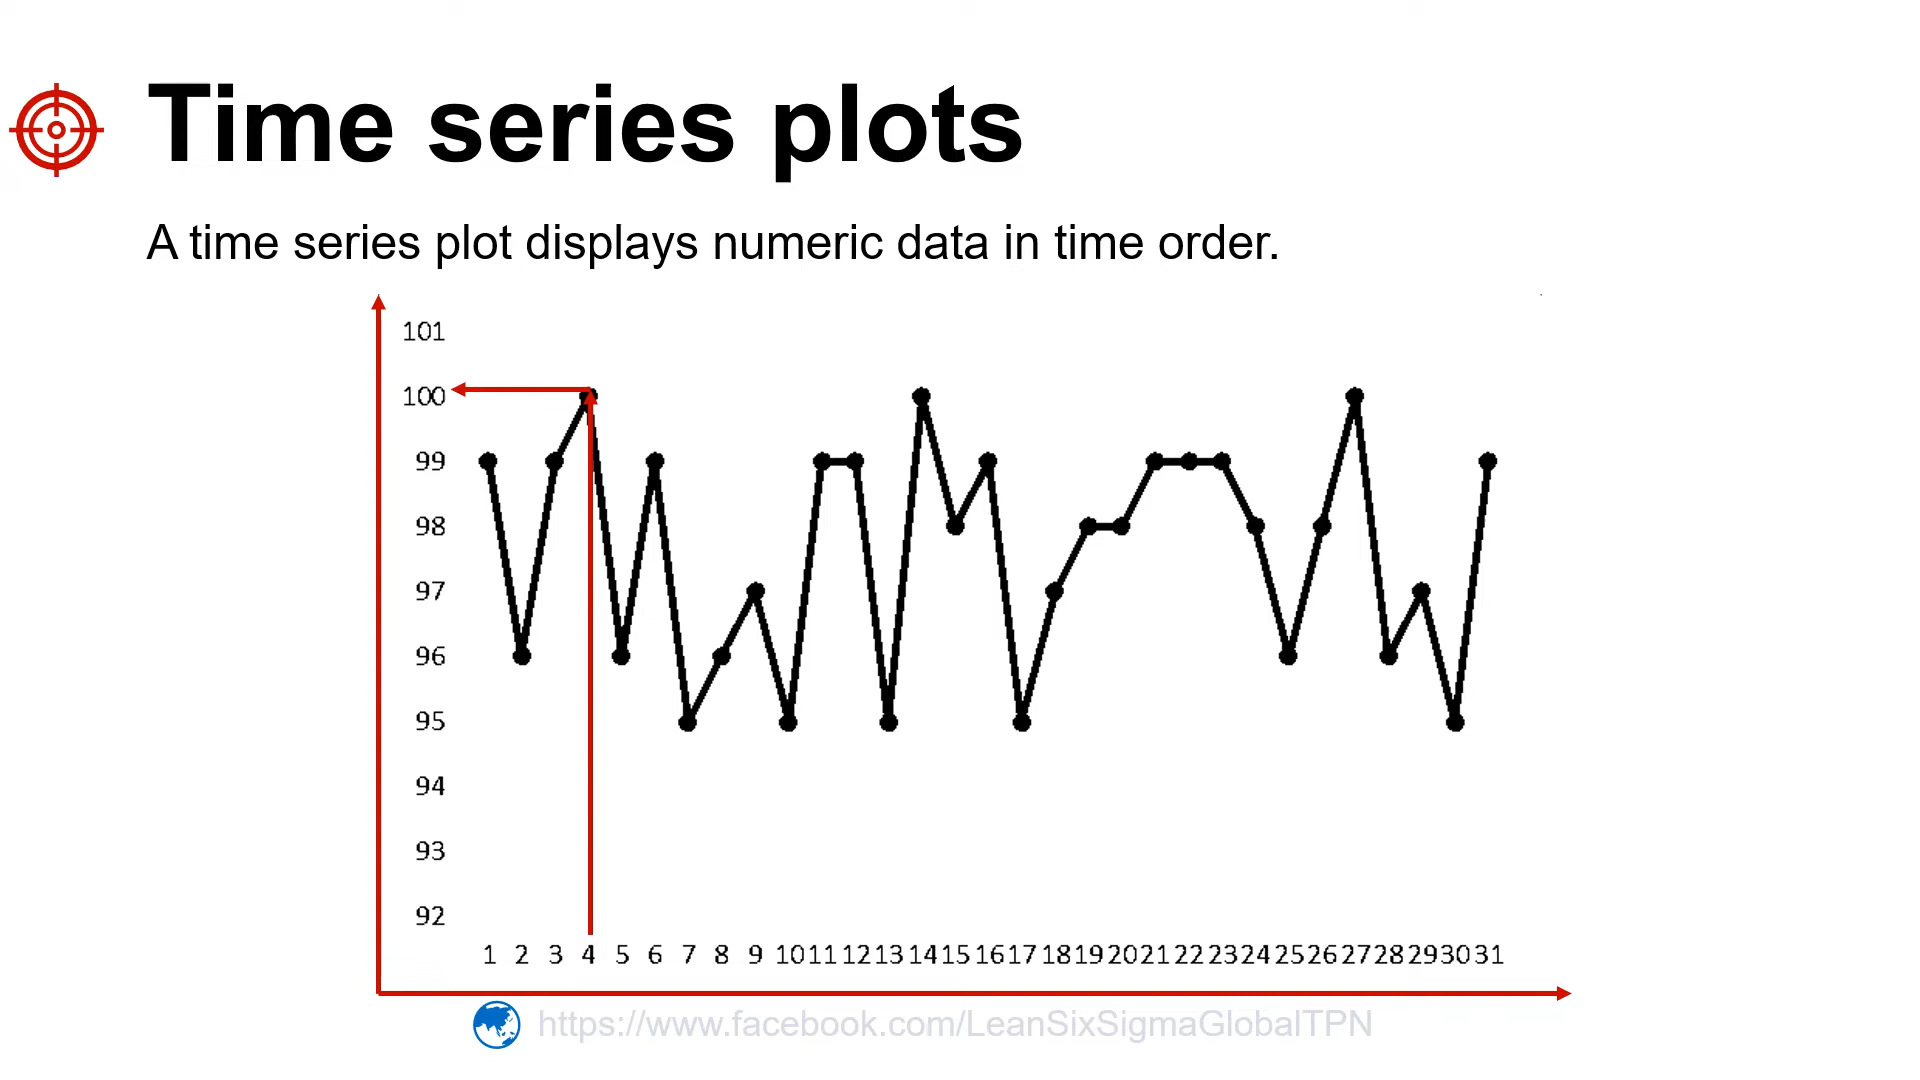 Time series plots
A time series plot displays numeric data in time order.
101
100
99
98
97
96
95
94
93
92
1 2 3 4 5 6 7 8 9 10 11 12 13 14 15 16 17 18 19 20 21 22 23 24 25 26 27 28 29 30 31
https://www.facebook.com/LeanSixSigmaGlobalTPN